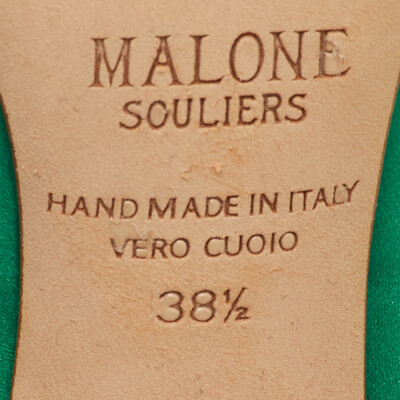 MALONE
SOULIERS
HAND MADE IN ITALY
VERO CUOIO
38½